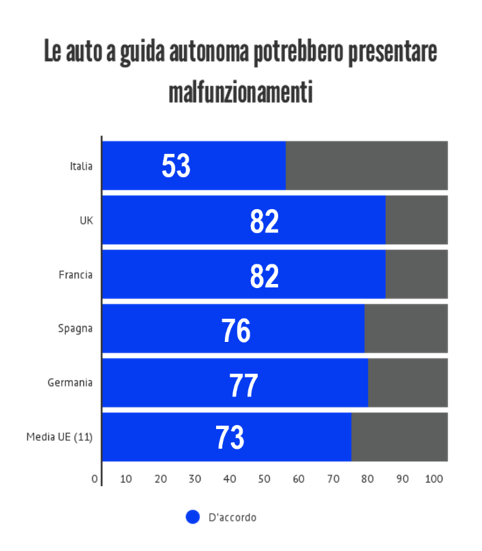 Le auto a guida autonoma potrebbero presentare
malfunzionamenti
Italia
53
UK
82
Francia
82
Spagna
76
Germania
77
Media UE (11)
73
0 10 20 30 40 50 60 70 80 90 100
D'accordo